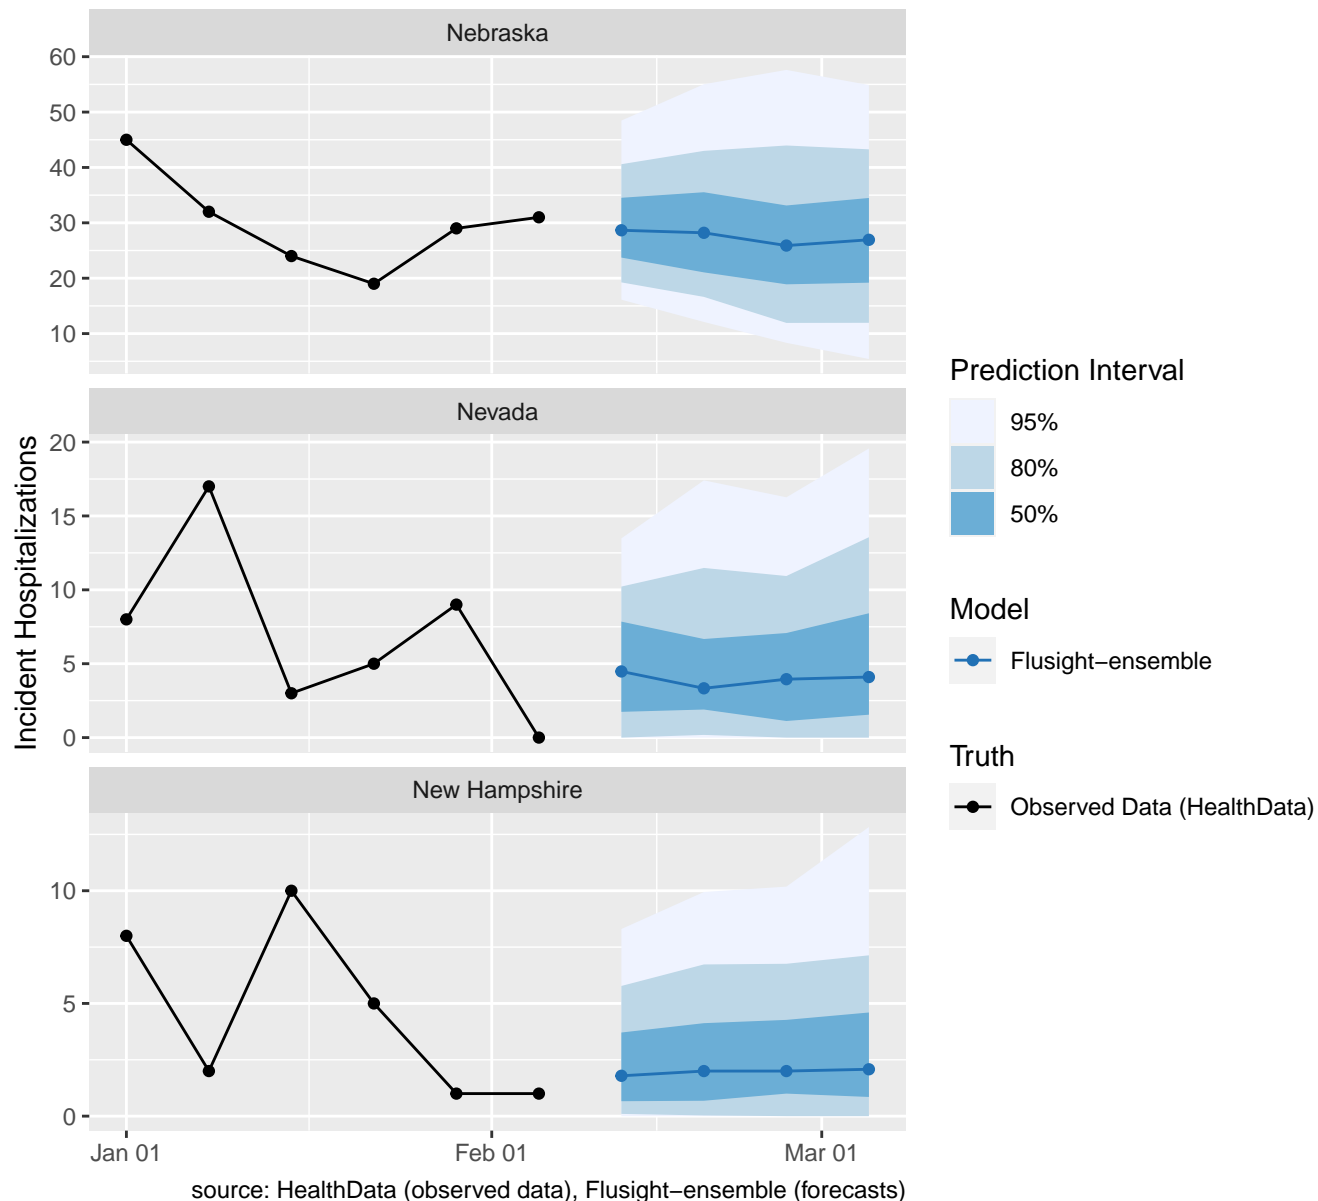 Nebraska
60
50
40
30
20
10
Nevada
20
15
10
5
0
New Hampshire
10
5
0
Incident Hospitalizations
Jan 01
Feb 01
Mar 01
source: HealthData (observed data), Flusight−ensemble (forecasts)
Prediction Interval
95%
80%
50%
Model
Flusight−ensemble
Truth
Observed Data (HealthData)